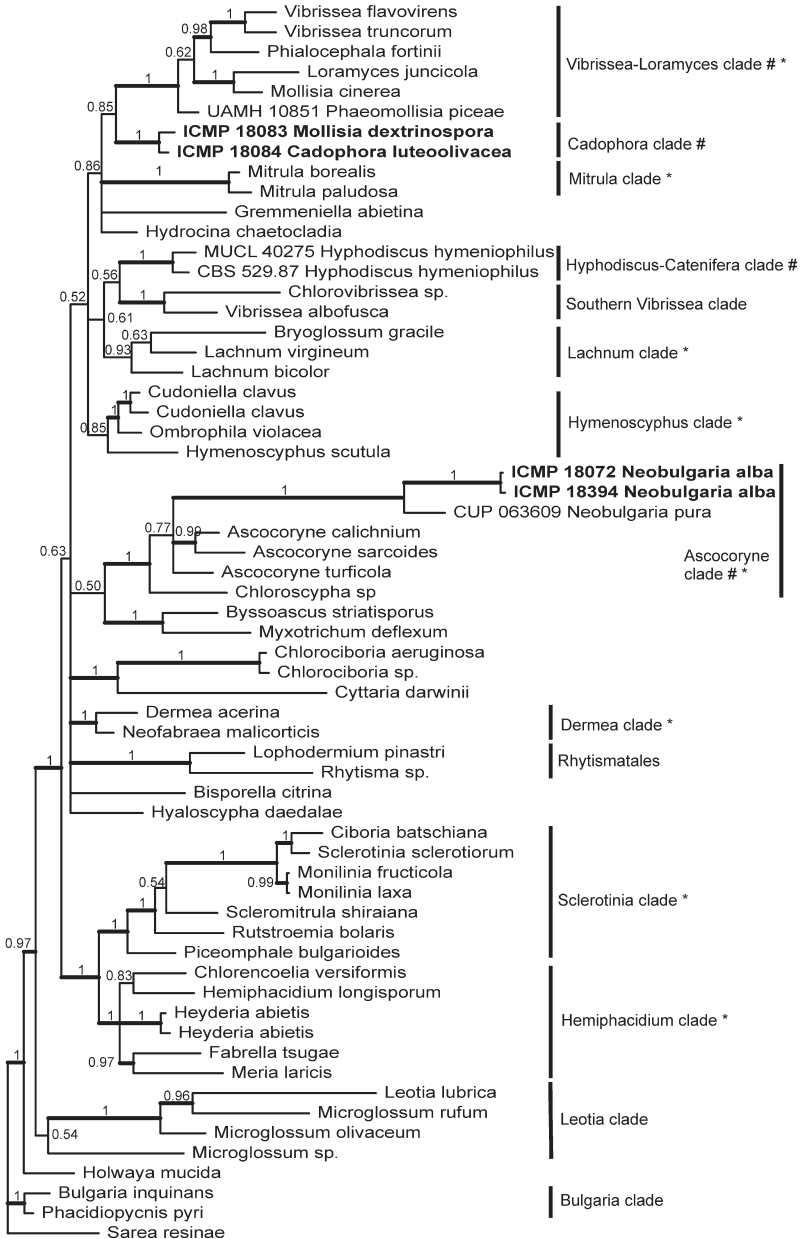 1
Vibrissea flavovirens
0.98
Vibrissea truncorum
0.62
Phialocephala fortinii
1
1
Loramyces juncicola
Vibrissea-Loramyces clade # *
Mollisia cinerea
0.85
UAMH 10851 Phaeomollisia piceae
1
ICMP 18083 Mollisia dextrinospora
ICMP 18084 Cadophora luteoolivacea
Cadophora clade #
0.86
1
Mitrula borealis
Mitrula paludosa
Mitrula clade *
Gremmeniella abietina
Hydrocina chaetocladia
1
MUCL 40275 Hyphodiscus hymeniophilus
CBS 529.87 Hyphodiscus hymeniophilus
Hyphodiscus-Catenifera clade #
0.56
1
Chlorovibrissea sp.
Vibrissea albofusca
Southern Vibrissea clade
0.52
0.61
0.63
Bryoglossum gracile
0.93
Lachnum virgineum
Lachnum clade *
Lachnum bicolor
1
Cudoniella clavus
1
Cudoniella clavus
0.85
Ombrophila violacea
Hymenoscyphus clade *
Hymenoscyphus scutula
1
ICMP 18072 Neobulgaria alba
1
ICMP 18394 Neobulgaria alba
CUP 063609 Neobulgaria pura
0.77
0.99
Ascocoryne calichnium
Ascocoryne sarcoides
Ascocoryne
clade # *
0.63
1
Ascocoryne turficola
0.50
Chloroscypha sp
1
Byssoascus striatisporus
Myxotrichum deflexum
1
Chlorociboria aeruginosa
1
Chlorociboria sp.
Cyttaria darwinii
1
Dermea acerina
Neofabraea malicorticis
Dermea clade *
1
1
Lophodermium pinastri
Rhytisma sp.
Rhytismatales
Bisporella citrina
Hyaloscypha daedalae
1
Ciboria batschiana
1
Sclerotinia sclerotiorum
0.99
Monilinia fructicola
Monilinia laxa
0.54
Sclerotinia clade *
1
Scleromitrula shiraiana
1
Rutstroemia bolaris
0.97
Piceomphale bulgarioides
1
0.83
Chlorencoelia versiformis
Hemiphacidium longisporum
1
1
Heyderia abietis
Hemiphacidium clade *
Heyderia abietis
0.97
Fabrella tsugae
Meria laricis
1
0.96
Leotia lubrica
1
Microglossum rufum
Leotia clade
0.54
Microglossum olivaceum
Microglossum sp.
Holwaya mucida
1
Bulgaria inquinans
Phacidiopycnis pyri
Bulgaria clade
Sarea resinae